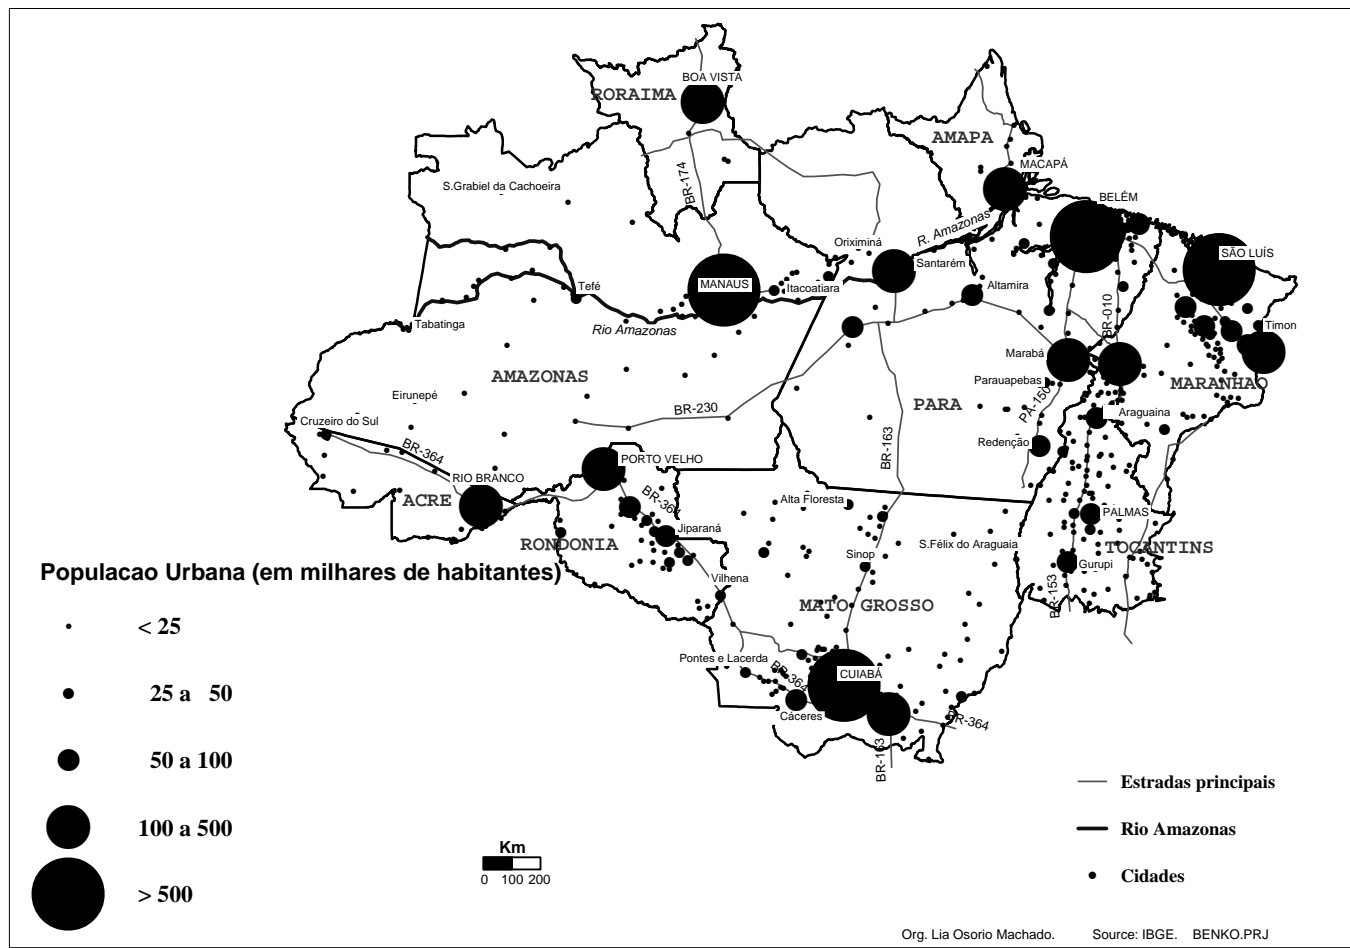 BOA VISTA
RORAIMA
AMAPA
MACAPÁ
BR-174
S.Grabiel da Cachoeira
BELÉM
R. Amazonas
Oriximiná
Santarém
SÃO LUÍS
MANAUS
Itacoatiara
Tefé
Altamira
BR-010
Tabatinga
Rio Amazonas
Timon
Marabá
AMAZONAS
Parauapebas
MARANHAO
Eirunepé
PARA
PA-150
Araguaina
BR-230
Cruzeiro do Sul
BR-364
BR-163
Redenção
PORTO VELHO
RIO BRANCO
ACRE
BR-364
Alta Floresta
PALMAS
Jiparaná
RONDONIA
S.Félix do Araguaia
TOCANTINS
Sinop
Gurupi
Vilhena
BR-153
MATO GROSSO
Pontes e Lacerda
BR-364
CUIABÁ
Cáceres
BR-364
BR-163
Populacao Urbana (em milhares de habitantes)
< 25
25 a 50
50 a 100
100 a 500
> 500
Km
0 100 200
Estradas principais
Rio Amazonas
Cidades
Org. Lia Osorio Machado. Source: IBGE. BENKO.PRJ